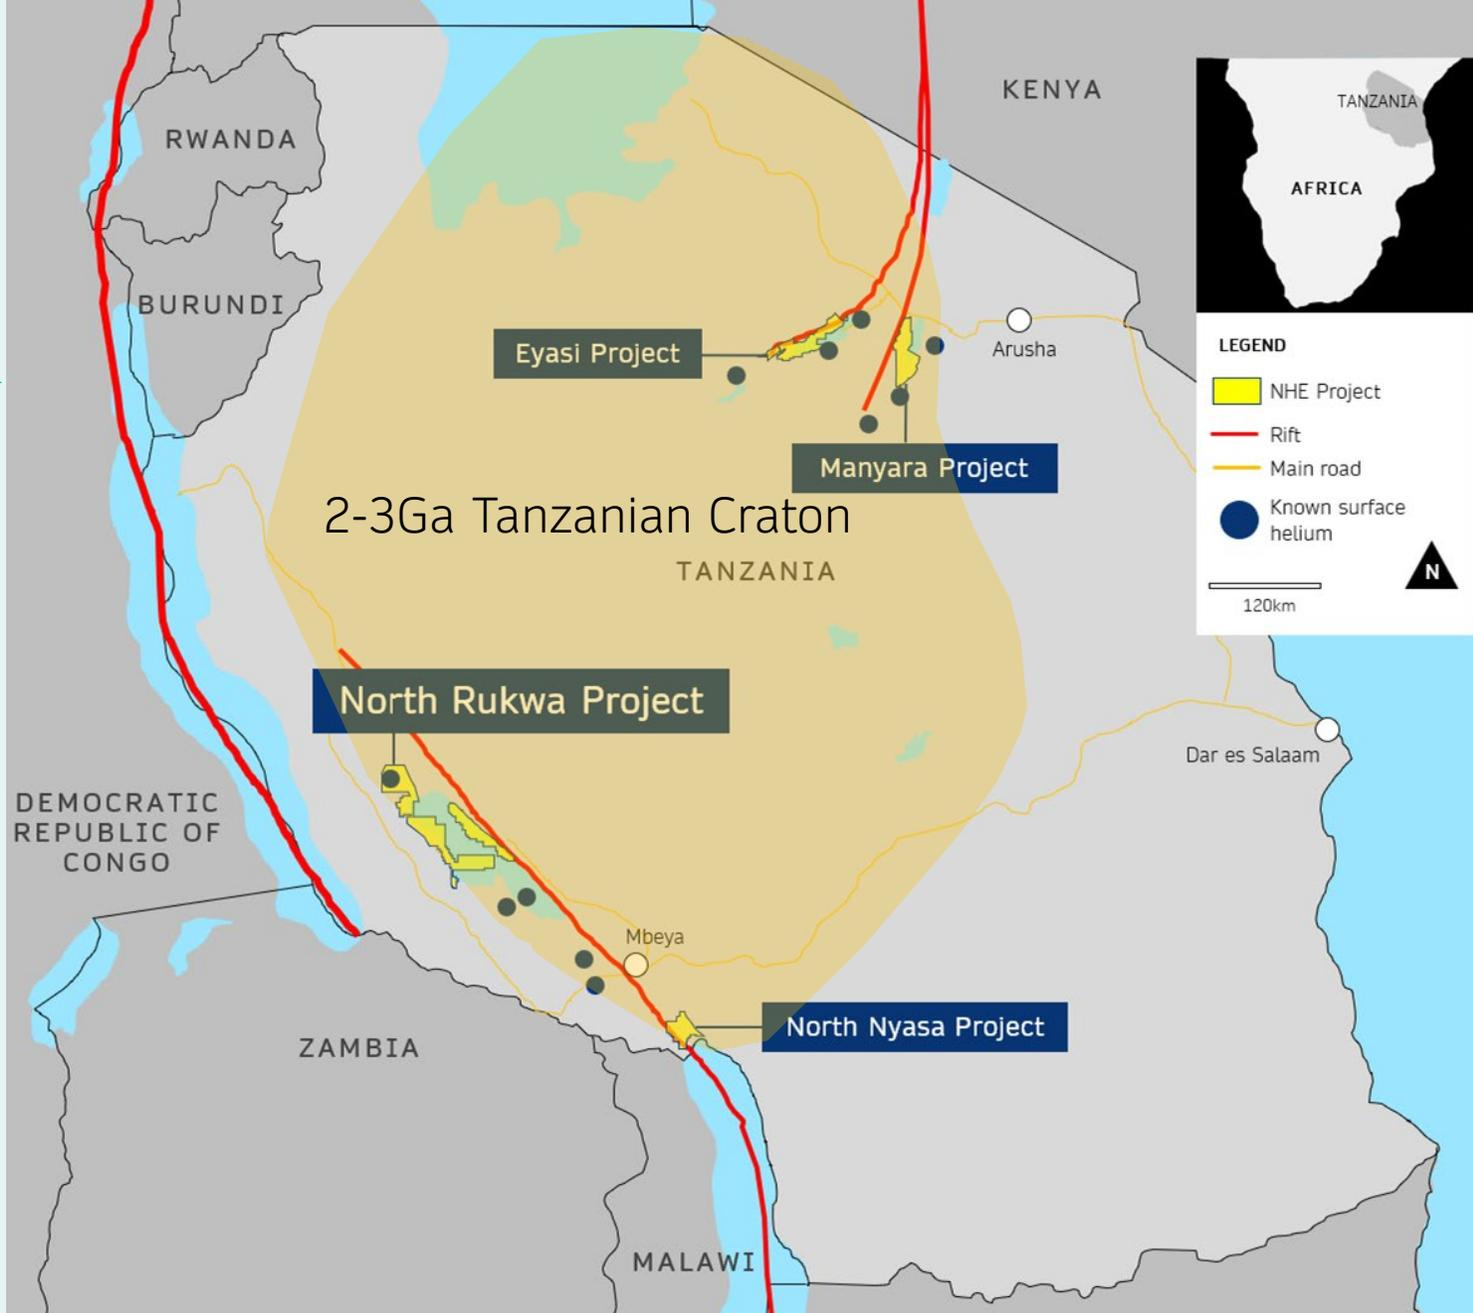 KENYA
TANZANIA
AFRICA
RWANDA
BURUNDI
Eyasi Project
Arusha
Manyara Project
LEGEND
NHE Project
Rift
Main road
Known surface
helium
N
120km
2-3Ga Tanzanian Craton
TANZANIA
North Rukwa Project
Dar es Salaam
DEMOCRATIC
REPUBLIC OF
CONGO
Mbeya
North Nyasa Project
ZAMBIA
MALAWI